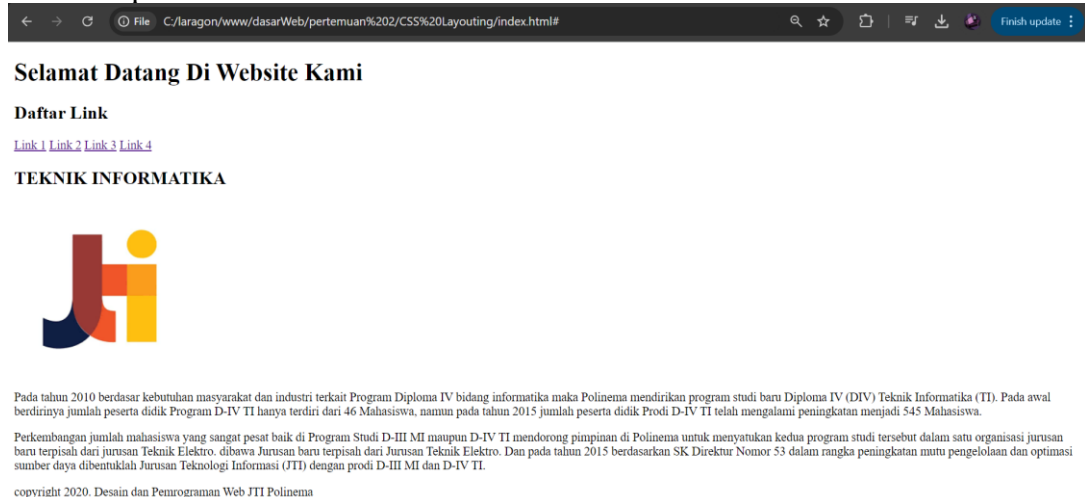 File C:/laragon/www/dasarWeb/pertemuan%202/CSS%20Layouting/index.html# Finish update
Selamat Datang Di Website Kami
Daftar Link
Link 1 Link 2 Link 3 Link 4
TEKNIK INFORMATIKA
Jti
Pada tahun 2010 berdasar kebutuhan masyarakat dan industri terkait Program Diploma IV bidang informatika maka Polinema mendirikan program studi baru Diploma IV (DIV) Teknik Informatika (TI). Pada awal
berdirinya jumlah peserta didik Program D-IV TI hanya terdiri dari 46 Mahasiswa, namun pada tahun 2015 jumlah peserta didik Prodi D-IV TI telah mengalami peningkatan menjadi 545 Mahasiswa.
Perkembangan jumlah mahasiswa yang sangat pesat baik di Program Studi D-III MI maupun D-IV TI mendorong pimpinan di Polinema untuk menyatukan kedua program studi tersebut dalam satu organisasi jurusan
baru terpisah dari jurusan Teknik Elektro. dibawa Jurusan baru terpisah dari Jurusan Teknik Elektro. Dan pada tahun 2015 berdasarkan SK Direktur Nomor 53 dalam rangka peningkatan mutu pengelolaan dan optimasi
sumber daya dibentuklah Jurusan Teknologi Informasi (JTI) dengan prodi D-III MI dan D-IV TI.
copyright 2020. Desain dan Pemrograman Web JTI Polinema